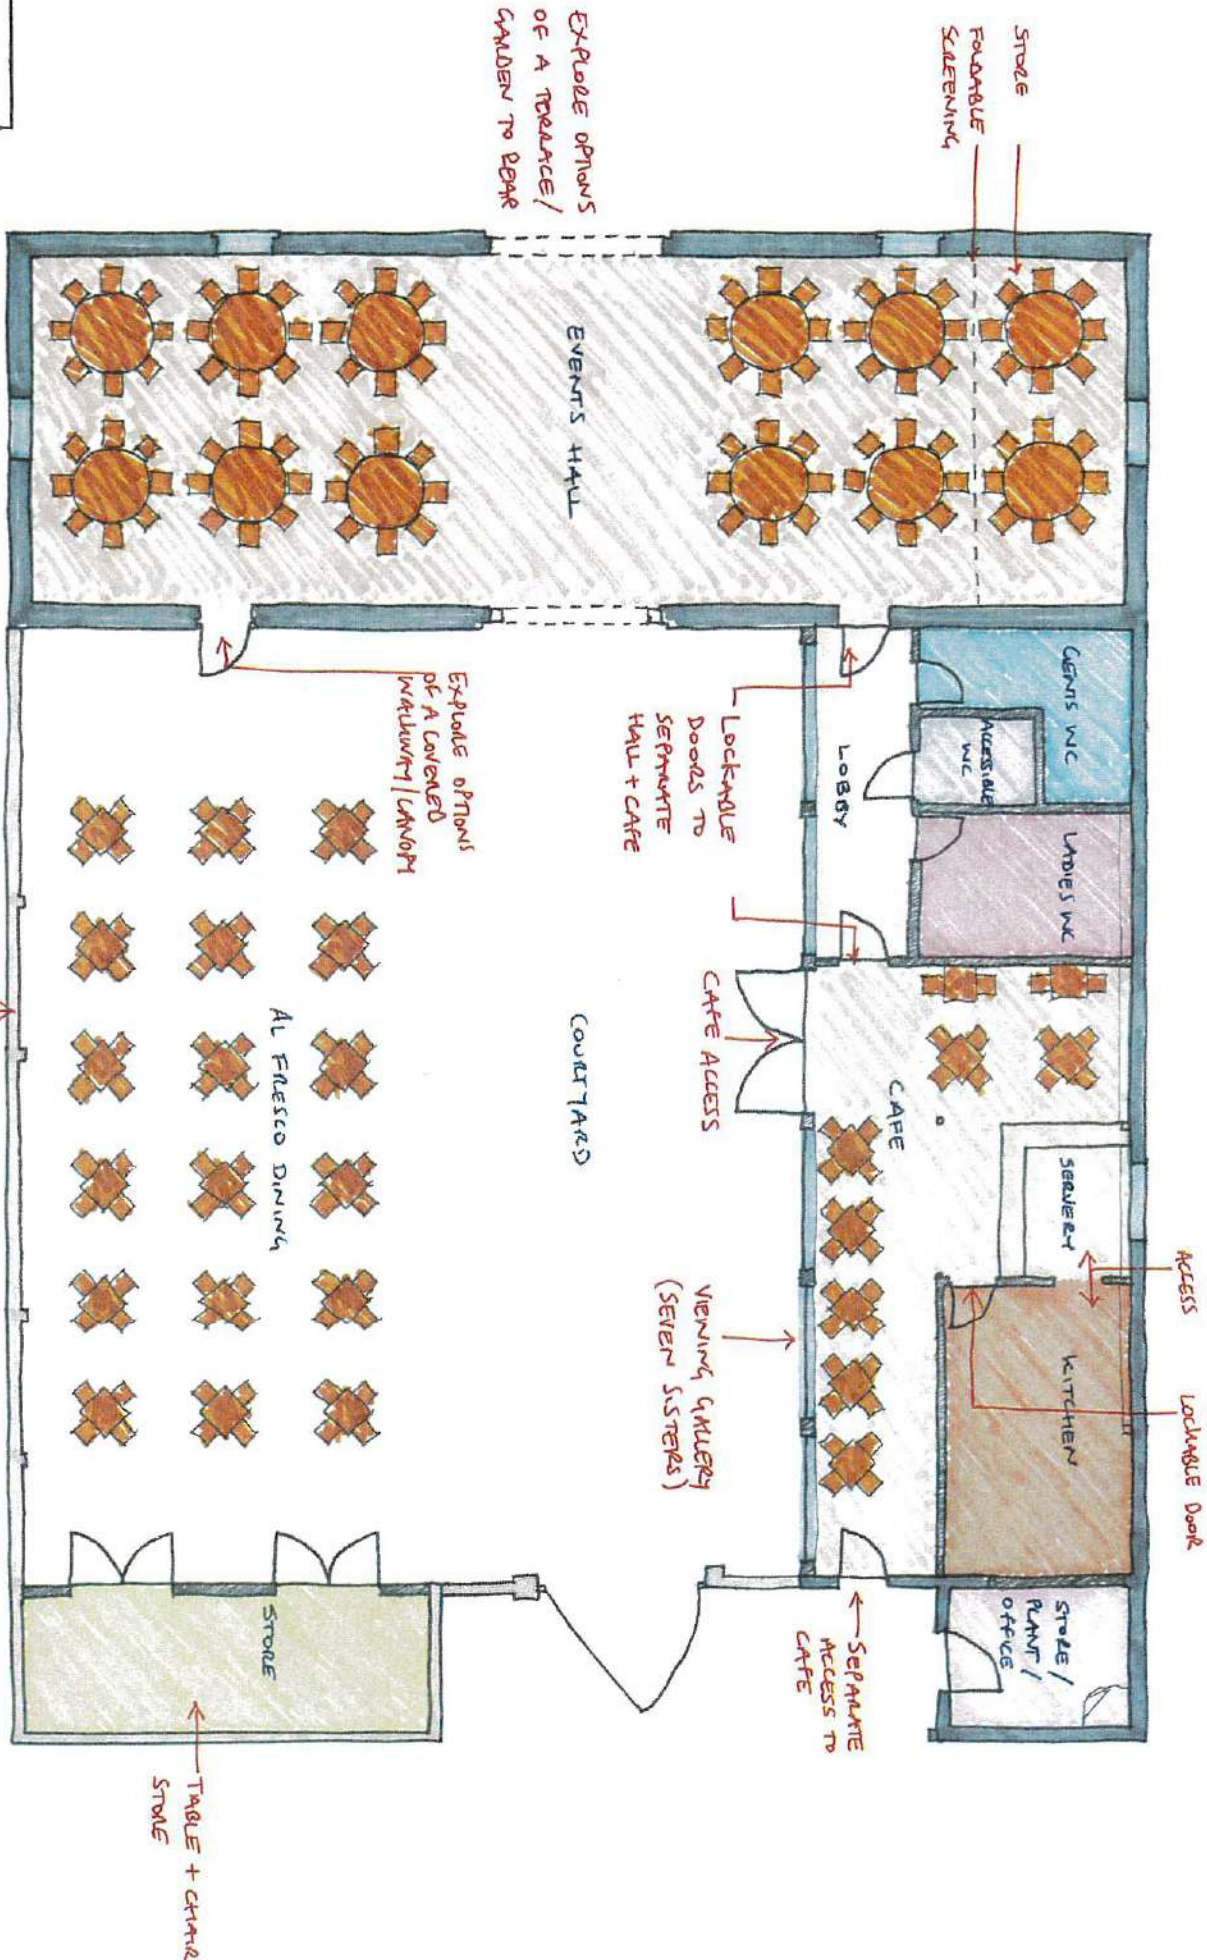 STORE
FOLDABLE
SCREENING
EXPLORE OPTIONS
OF A TERRACE/
GARDEN TO REAR
EVENTS HALL
GENTS WC
ACCESSIBLE
WC
LADIES WC
LOBBY
LOCKABLE
DOORS TO
SEPARATE
HALL + CAFE
EXPLORE OPTIONS
OF A COVERED
WALKWAY/CANOPY
CAFE ACCESS
CAFE
SERVERY
ACCESS
KITCHEN
LOCKABLE DOOR
COURTYARD
AL FRESCO DINING
VIEWING GALLERY
(SEVEN SISTERS)
STORE/
PLANT/
OFFICE
SEPARATE
ACCESS TO
CAFE
STORE
TABLE + CHAIR
STORE